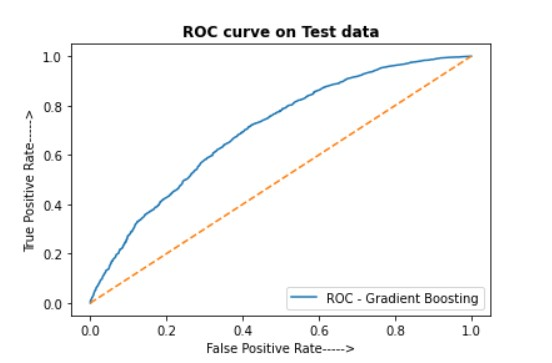 ROC curve on Test data
True Positive Rate----->
1.0
0.8
0.6
0.4
0.2
0.0
ROC - Gradient Boosting
0.0 0.2 0.4 0.6 0.8 1.0
False Positive Rate----->